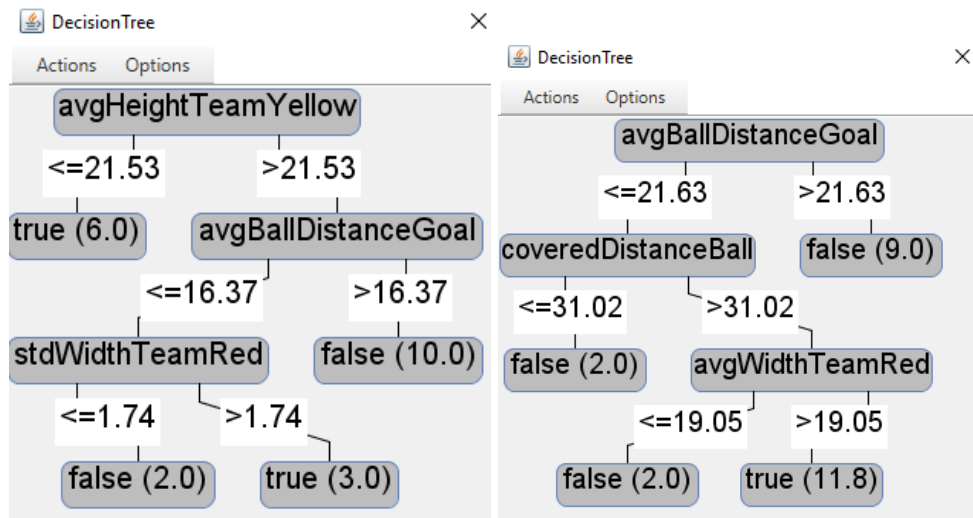 DecisionTree
Actions Options
avgHeightTeamYellow
<=21.53 >21.53
true (6.0) avgBallDistanceGoal
<=16.37 >16.37
stdWidthTeamRed false (10.0)
<=1.74 >1.74
false (2.0) true (3.0)
DecisionTree
Actions Options
avgBallDistanceGoal
<=21.63 >21.63
coveredDistanceBall false (9.0)
<=31.02 >31.02
false (2.0) avgWidthTeamRed
<=19.05 >19.05
false (2.0) true (11.8)